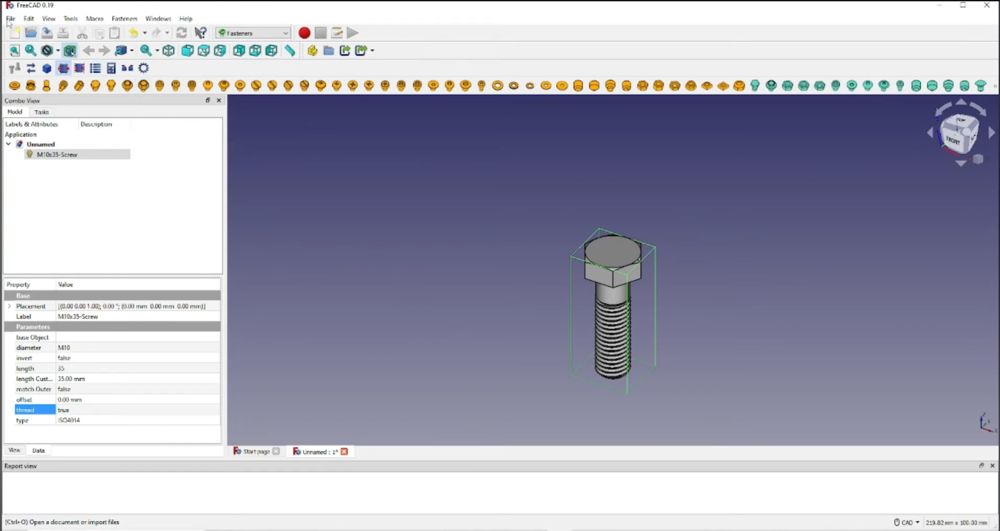 FreeCAD 0.19
File Edit View Tools Macro Fasteners Windows Help
Fasteners
Combo View
Model Tasks
Labels & Attributes Description
Application
Unnamed
M10x35-Screw
Property Value
Base
Placement [(0.00 0.00 1.00); 0.00 °; (0.00 mm 0.00 mm 0.00 mm)]
Label M10x35-Screw
Parameters
base Object
diameter M10
invert false
length 35
length Cust... 35.00 mm
match Outer false
offset 0.00 mm
thread true
type ISO4014
View Data
FRONT
Start page Unnamed : 1*
Report view
(Ctrl+O) Open a document or import files
CAD 219.82 mm x 100.00 mm